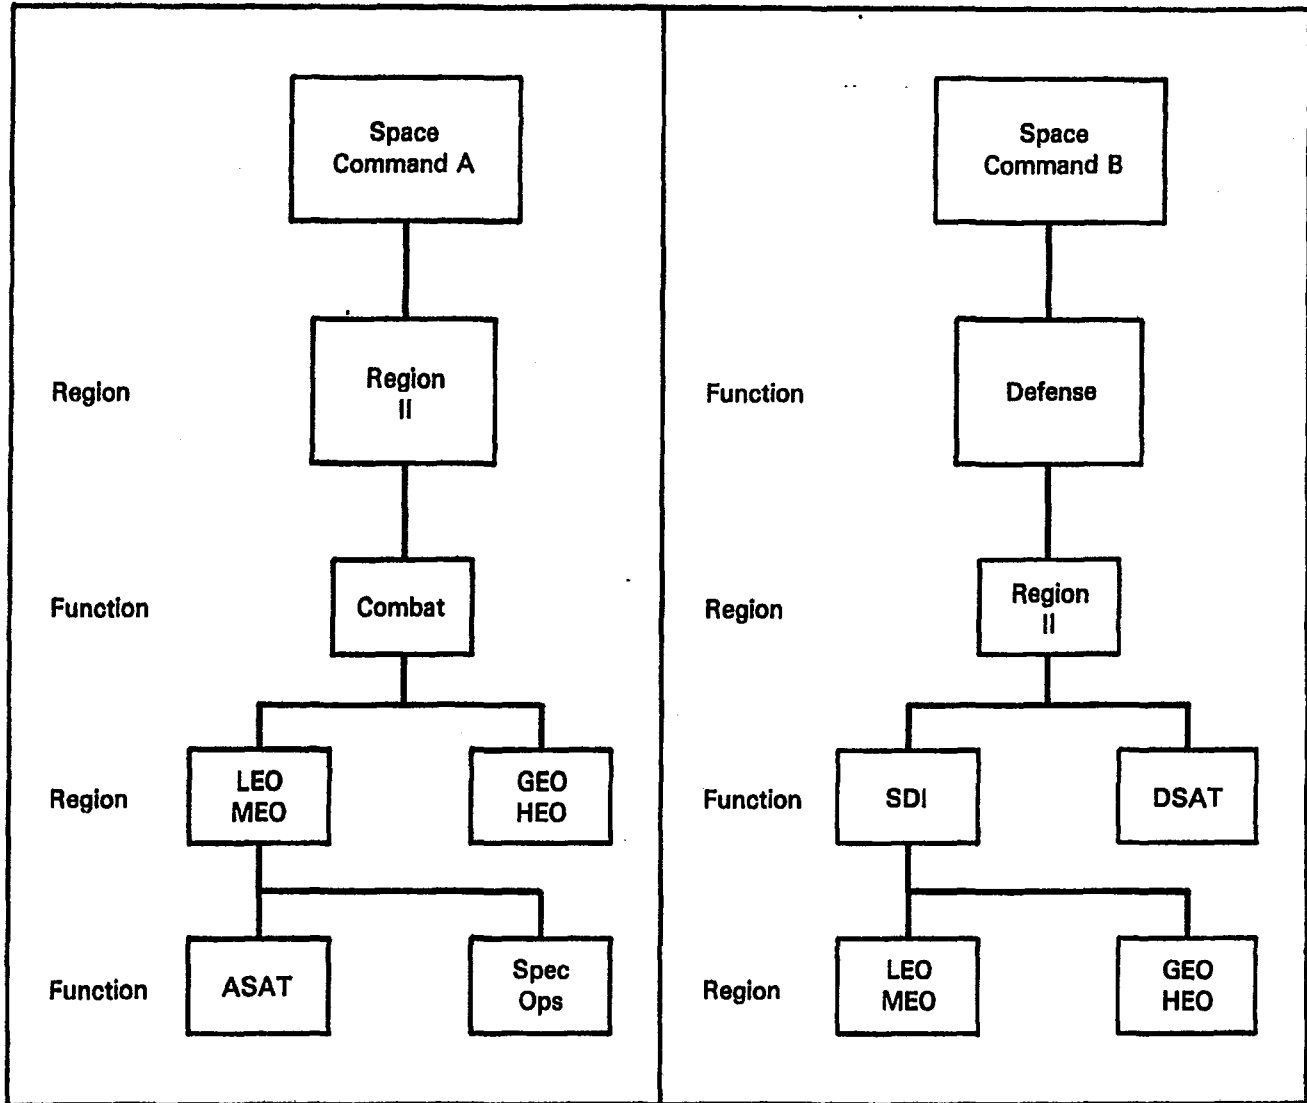 Space
Command A
Region
Region
II
Function
Combat
Region
LEO
MEO
GEO
HEO
Function
ASAT
Spec
Ops
Space
Command B
Function
Defense
Region
Region
II
Function
SDI
DSAT
Region
LEO
MEO
GEO
HEO